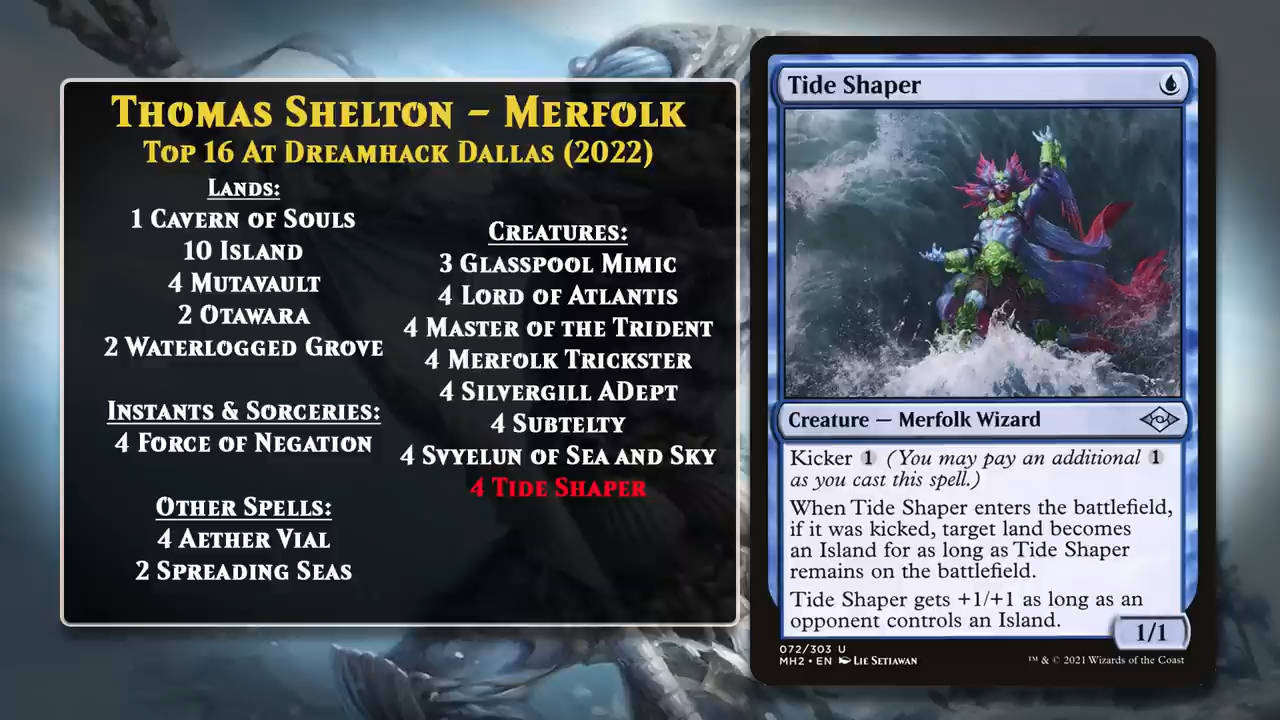 Thomas Shelton – Merfolk
Top 16 At Dreamhack Dallas (2022)
Lands:
1 Cavern of Souls
10 Island
4 Mutavault
2 Otawara
2 Waterlogged Grove
Instants & Sorceries:
4 Force of Negation
Other Spells:
4 Aether Vial
2 Spreading Seas
Creatures:
3 Glasspool Mimic
4 Lord of Atlantis
4 Master of the Trident
4 Merfolk Trickster
4 Silvergill ADept
4 Subtelty
4 Svyelun of Sea and Sky
4 Tide Shaper
Tide Shaper
Creature — Merfolk Wizard
Kicker 1 (You may pay an additional 1
as you cast this spell.)
When Tide Shaper enters the battlefield,
if it was kicked, target land becomes
an Island for as long as Tide Shaper
remains on the battlefield.
Tide Shaper gets +1/+1 as long as an
opponent controls an Island.
1/1
072/303 U
MH2 • EN Lie Setiawan
™ & © 2021 Wizards of the Coast